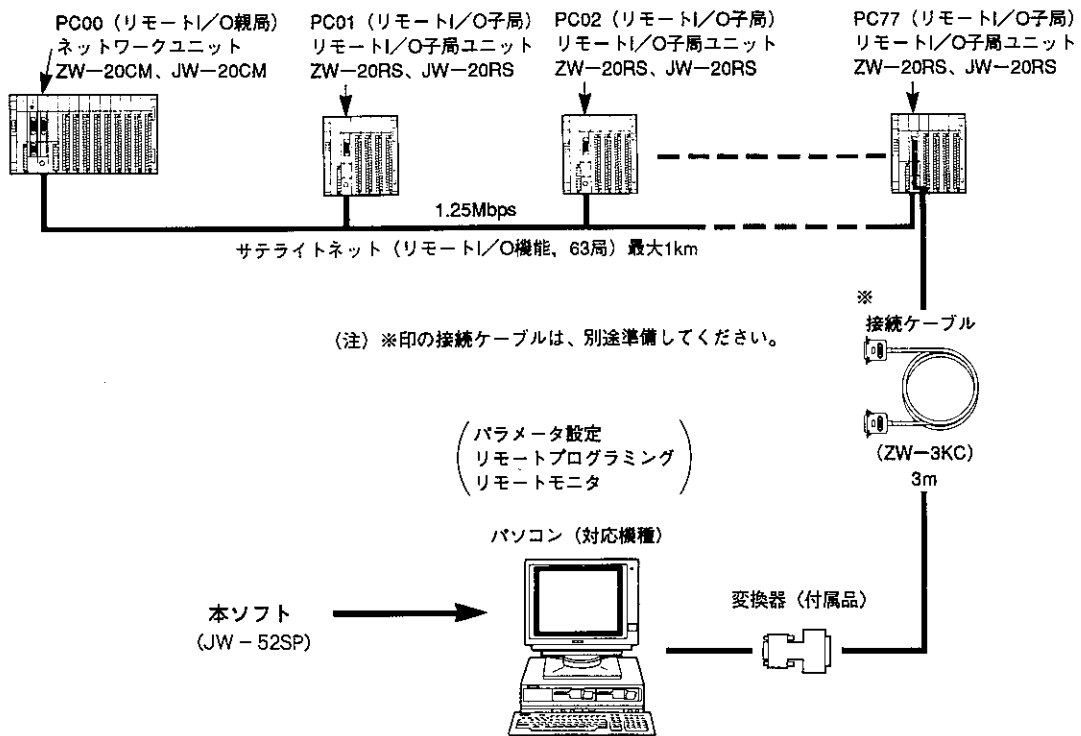 PC00（リモートI／O親局）
ネットワークユニット
ZW－20CM、JW－20CM
PC01（リモートI／O子局）
リモートI／O子局ユニット
ZW－20RS、JW－20RS
PC02（リモートI／O子局）
リモートI／O子局ユニット
ZW－20RS、JW－20RS
PC77（リモートI／O子局）
リモートI／O子局ユニット
ZW－20RS、JW－20RS
1.25Mbps
サテライトネット（リモートI／O機能，63局）最大1km
（注）※印の接続ケーブルは、別途準備してください。
※
接続ケーブル
（ZW－3KC）
3m
パラメータ設定
リモートプログラミング
リモートモニタ
パソコン（対応機種）
本ソフト
（JW－52SP）
変換器（付属品）